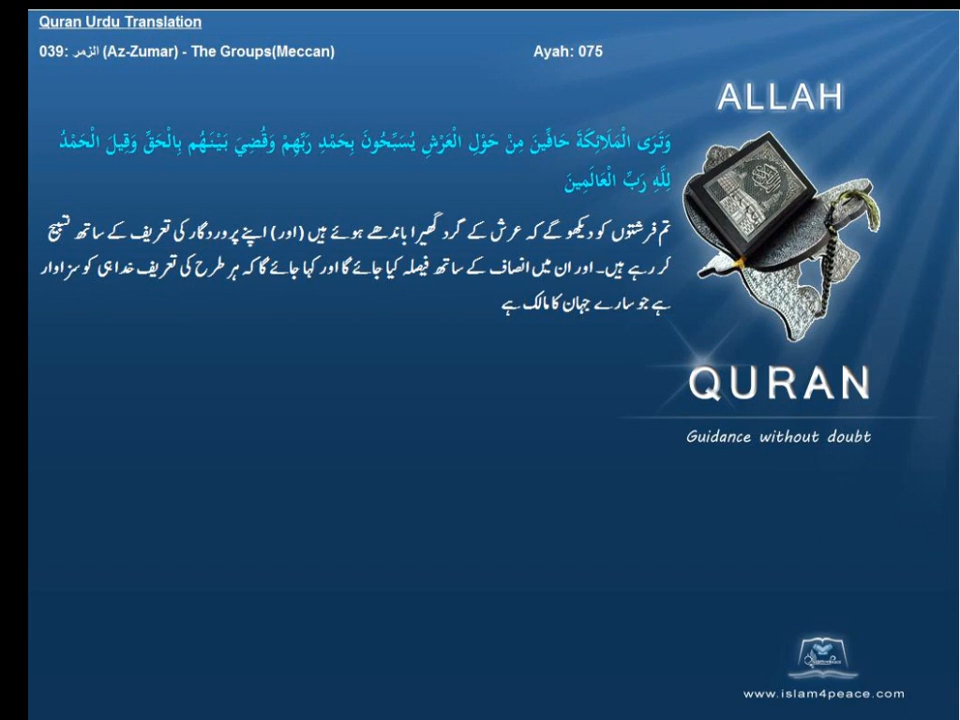 Quran Urdu Translation
039: الزمر (Az-Zumar) - The Groups(Meccan)
Ayah: 075
ALLAH
وَتَرَى الْمَلَائِكَةَ حَافِّينَ مِنْ حَوْلِ الْعَرْشِ يُسَبِّحُونَ بِحَمْدِ رَبِّهِمْ وَقُضِيَ بَيْنَهُم بِالْحَقِّ وَقِيلَ الْحَمْدُ
لِلَّهِ رَبِّ الْعَالَمِينَ
تم فرشتوں کو دیکھو گے کہ عرش کے گرد گھیرا باندھے ہوئے ہیں (اور) اپنے پروردگار کی تعریف کے ساتھ تسبیح
کر رہے ہیں۔ اور ان میں انصاف کے ساتھ فیصلہ کیا جائے گا اور کہا جائے گا کہ ہر طرح کی تعریف خدا ہی کو سزاوار
ہے جو سارے جہان کا مالک ہے
QURAN
Guidance without doubt
www.islam4peace.com